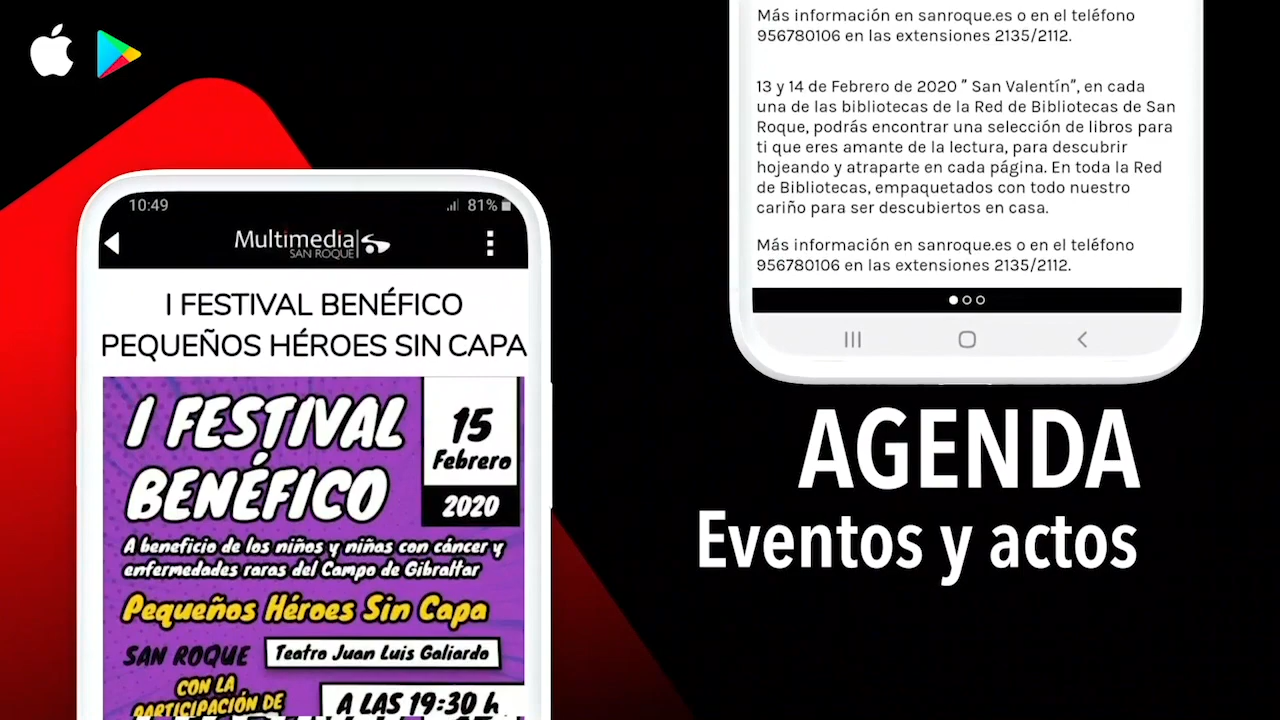 10:49
81%
Multimedia
SAN ROQUE
I FESTIVAL BENÉFICO
PEQUEÑOS HÉROES SIN CAPA
I FESTIVAL
BENÉFICO
15
Febrero
2020
A beneficio de los niños y niñas con cáncer y
enfermedades raras del Campo de Gibraltar
Pequeños Héroes Sin Capa
SAN ROQUE
Teatro Juan Luis Galiardo
CON LA
PARTICIPACIÓN DE
A LAS 19:30 h
Más información en sanroque.es o en el teléfono
956780106 en las extensiones 2135/2112.
13 y 14 de Febrero de 2020 " San Valentín", en cada
una de las bibliotecas de la Red de Bibliotecas de San
Roque, podrás encontrar una selección de libros para
ti que eres amante de la lectura, para descubrir
hojeando y atraparte en cada página. En toda la Red
de Bibliotecas, empaquetados con todo nuestro
cariño para ser descubiertos en casa.
Más información en sanroque.es o en el teléfono
956780106 en las extensiones 2135/2112.
AGENDA
Eventos y actos